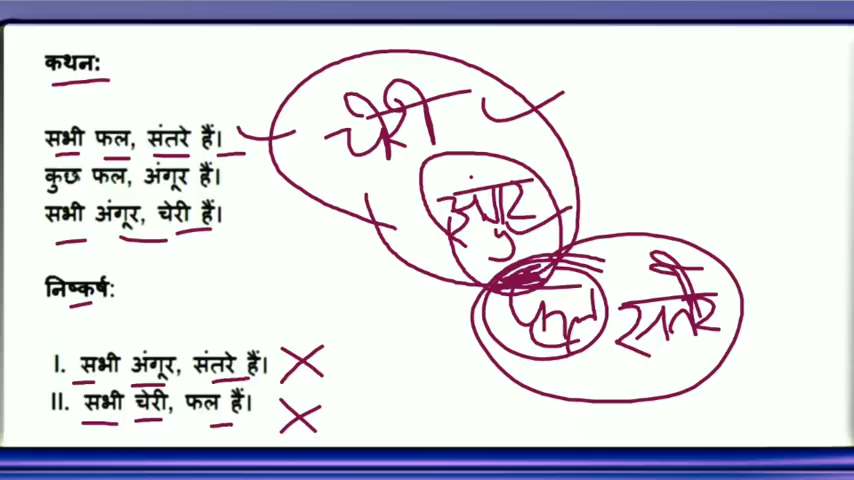 कथन:
सभी फल, संतरे हैं।
कुछ फल, अंगूर हैं।
सभी अंगूर, चेरी हैं।
निष्कर्ष:
I. सभी अंगूर, संतरे हैं।
II. सभी चेरी, फल हैं।
चेरी
अंगूर
फल
संतरे